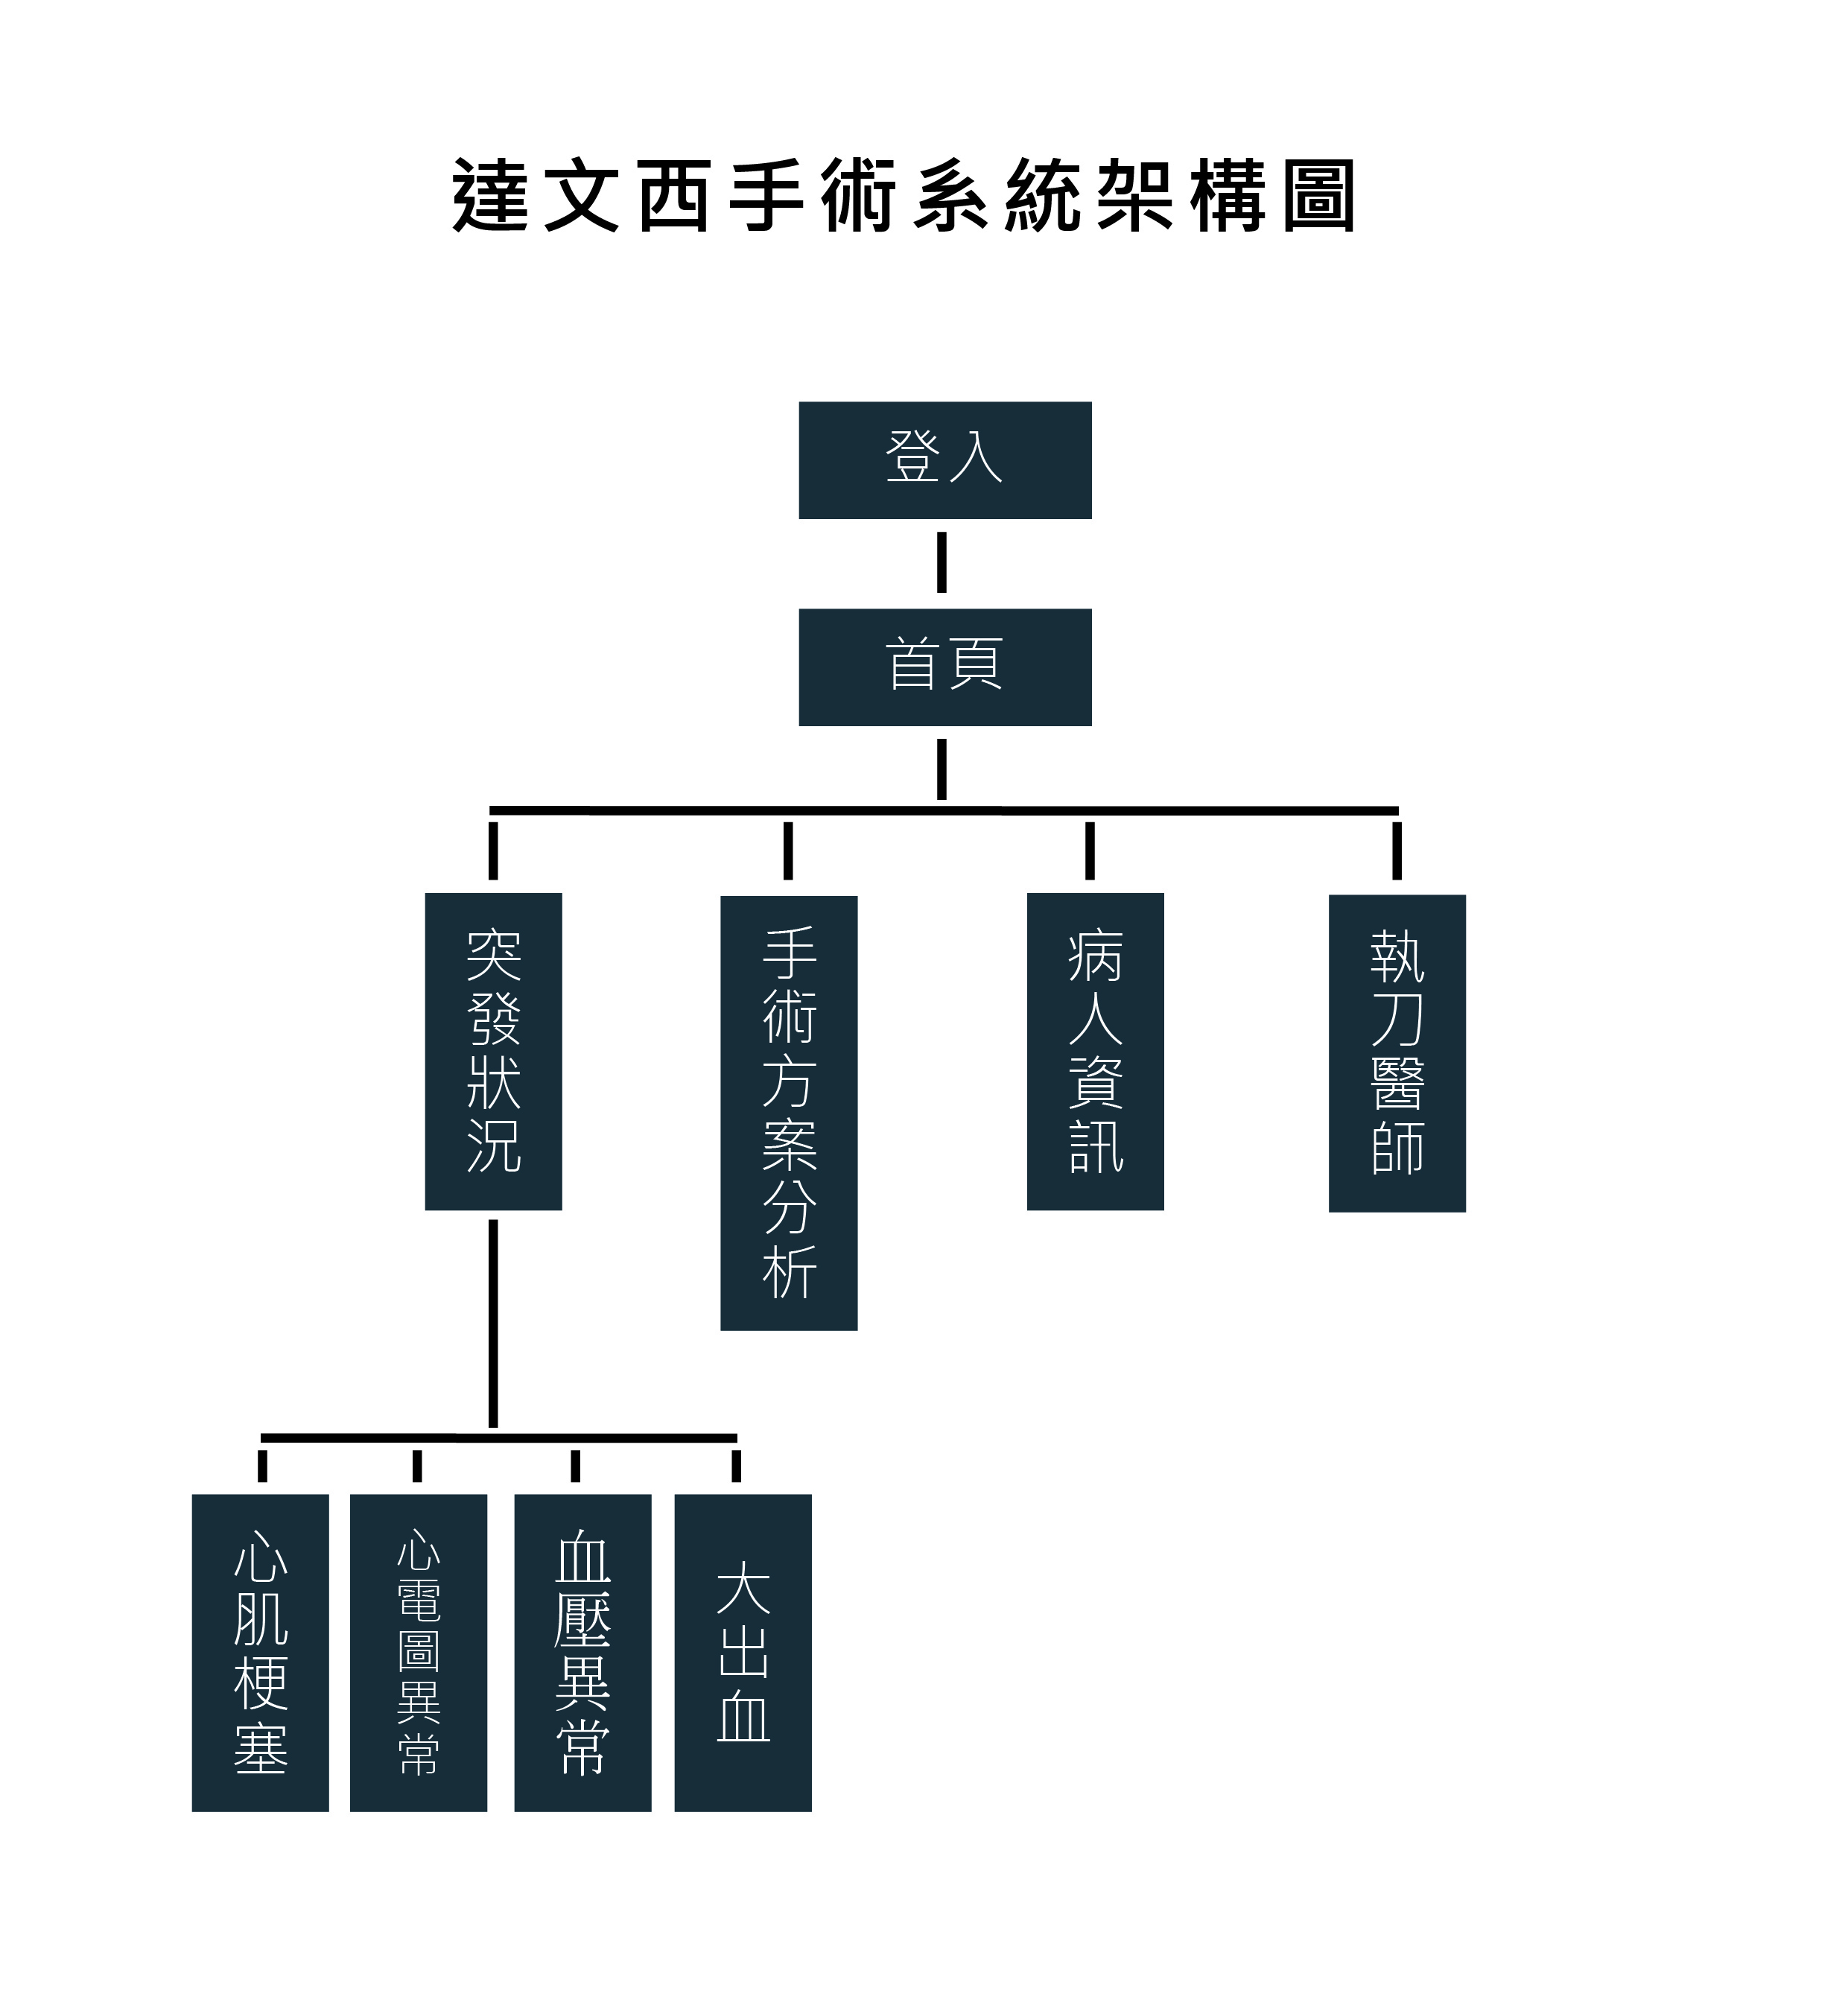 達文西手術系統架構圖
登入
首頁
突發狀況
手術方案分析
病人資訊
執刀醫師
心肌梗塞
心電圖異常
血壓異常
大出血